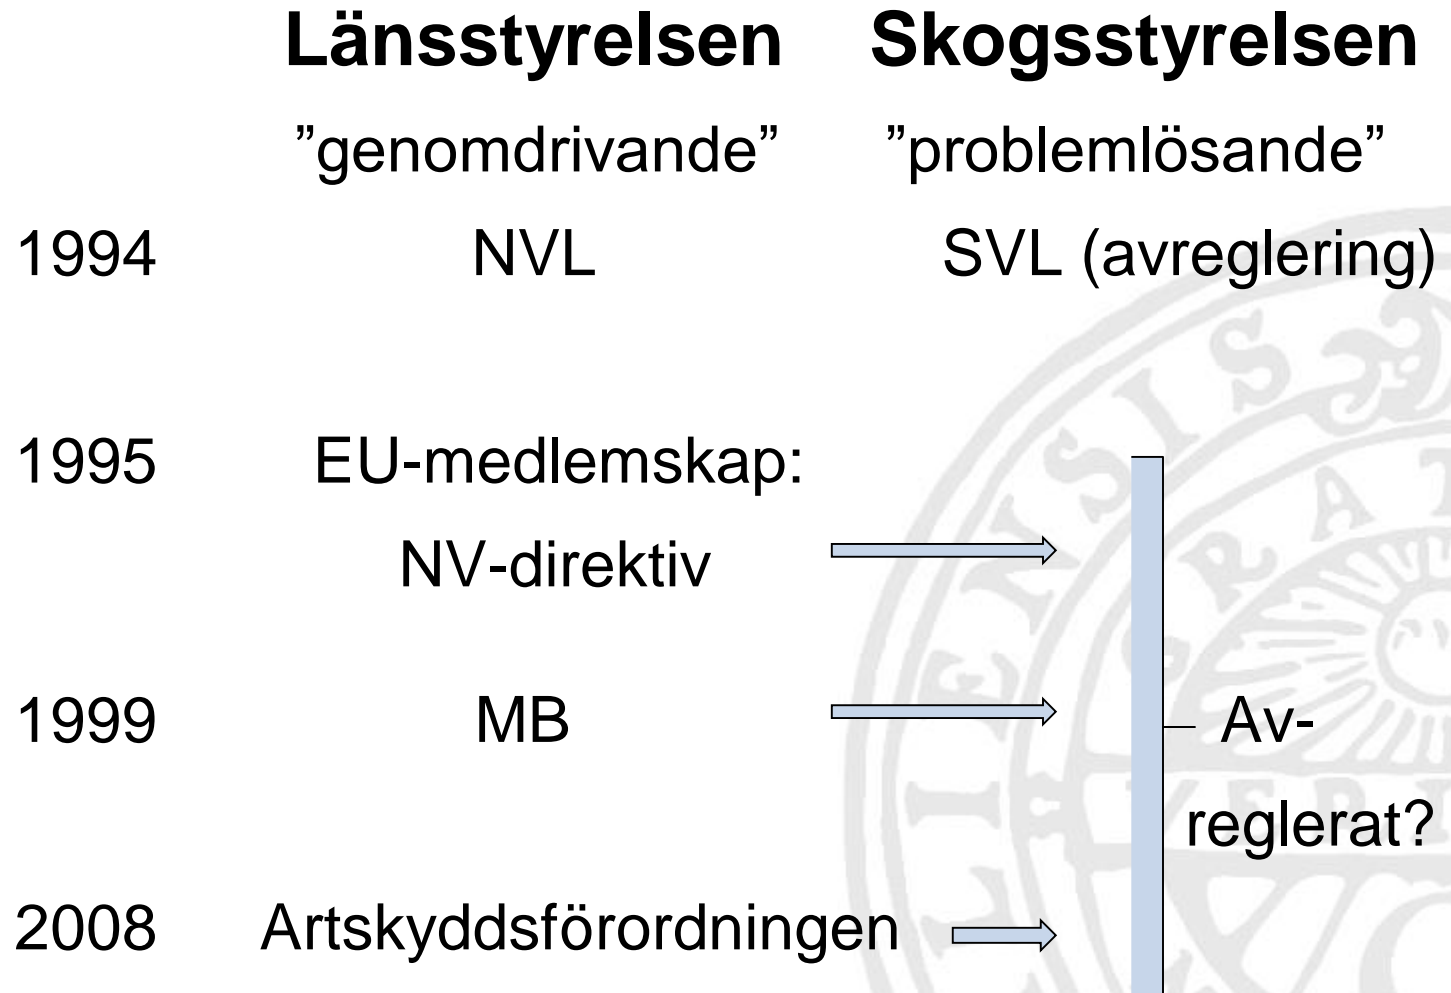 Länsstyrelsen Skogsstyrelsen
”genomdrivande” ”problemlösande”
1994 NVL SVL (avreglering)
1995 EU-medlemskap:
NV-direktiv
1999 MB Av-
reglerat?
2008 Artskyddsförordningen